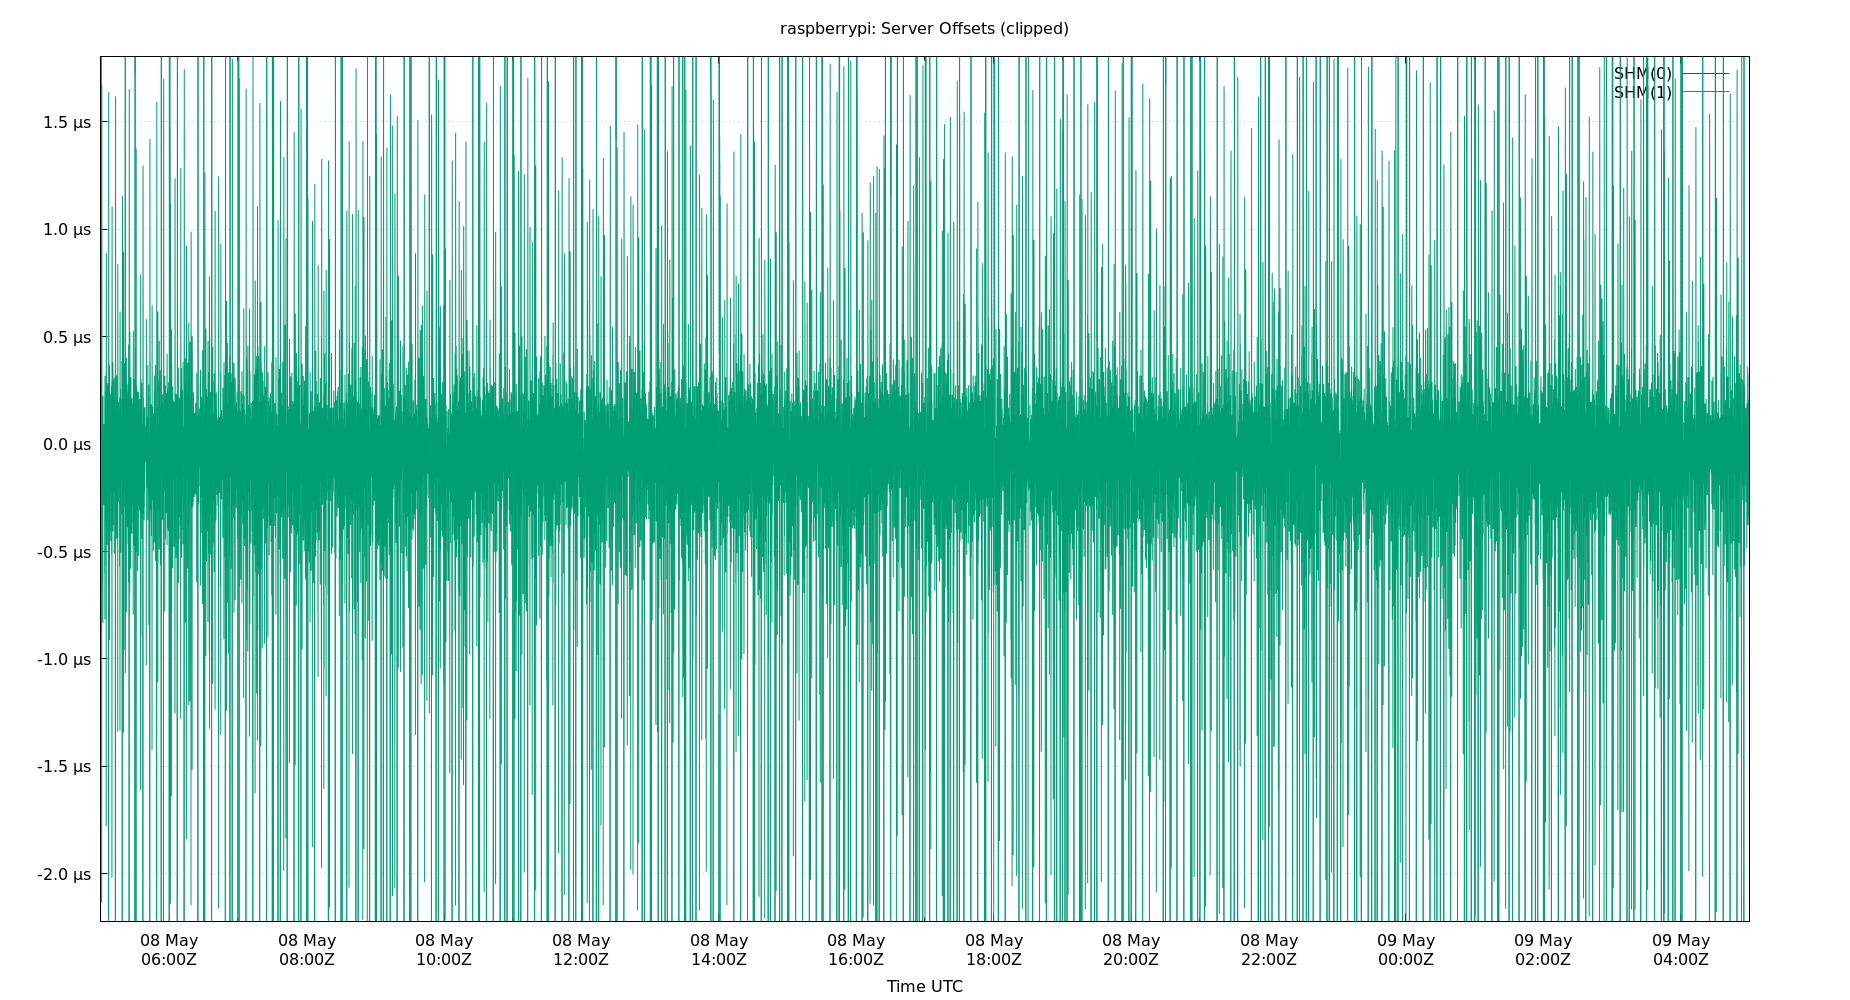 raspberrypi: Server Offsets (clipped)
SHM(0)
SHM(1)
1.5 µs
1.0 µs
0.5 µs
0.0 µs
-0.5 µs
-1.0 µs
-1.5 µs
-2.0 µs
08 May 08 May 08 May 08 May 08 May 08 May 08 May 08 May 08 May 09 May 09 May 09 May
06:00Z 08:00Z 10:00Z 12:00Z 14:00Z 16:00Z 18:00Z 20:00Z 22:00Z 00:00Z 02:00Z 04:00Z
Time UTC